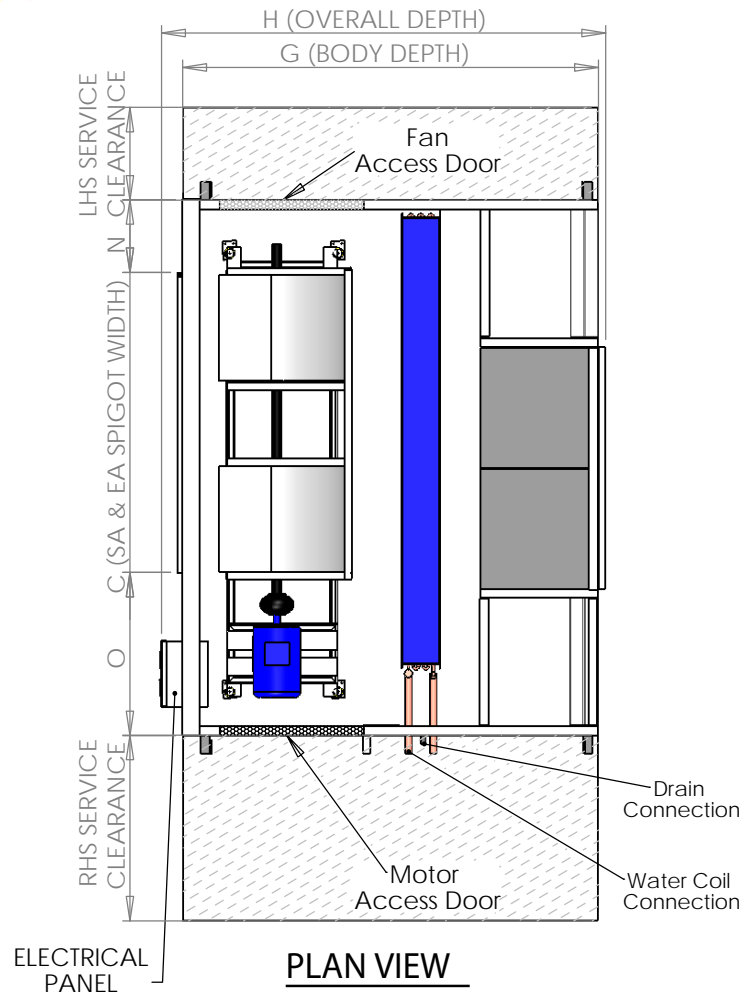 H (OVERALL DEPTH)
G (BODY DEPTH)
LHS SERVICE
CLEARANCE
Fan
Access Door
N
C (SA & EA SPIGOT WIDTH)
O
RHS SERVICE
CLEARANCE
Drain
Connection
Motor
Access Door
Water Coil
Connection
ELECTRICAL
PANEL
PLAN VIEW